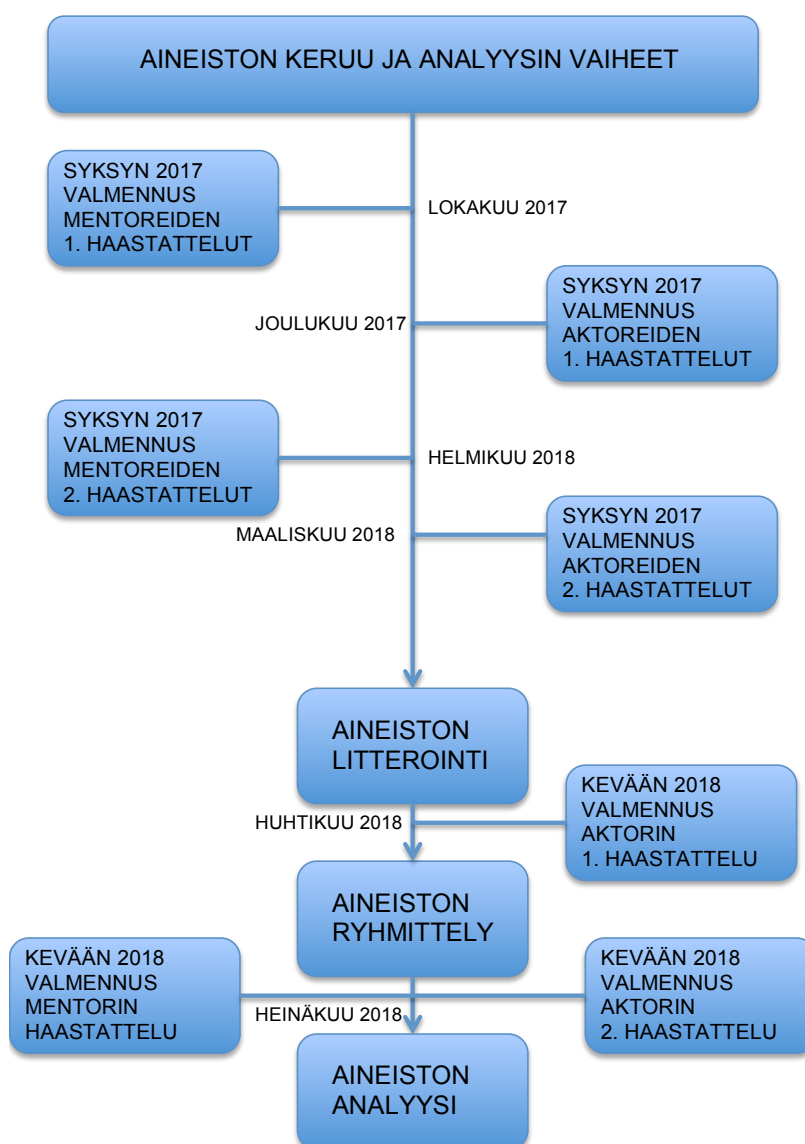 AINEISTON KERUU JA ANALYYSIN VAIHEET
SYKSYN 2017
VALMENNUS
MENTOREIDEN
1. HAASTATTELUT
LOKAKUU 2017
JOULUKUU 2017
SYKSYN 2017
VALMENNUS
AKTOREIDEN
1. HAASTATTELUT
SYKSYN 2017
VALMENNUS
MENTOREIDEN
2. HAASTATTELUT
HELMIKUU 2018
MAALISKUU 2018
SYKSYN 2017
VALMENNUS
AKTOREIDEN
2. HAASTATTELUT
AINEISTON
LITTEROINTI
HUHTIKUU 2018
KEVÄÄN 2018
VALMENNUS
AKTORIN
1. HAASTATTELU
AINEISTON
RYHMITTELY
KEVÄÄN 2018
VALMENNUS
MENTORIN
HAASTATTELU
HEINÄKUU 2018
KEVÄÄN 2018
VALMENNUS
AKTORIN
2. HAASTATTELU
AINEISTON
ANALYYSI